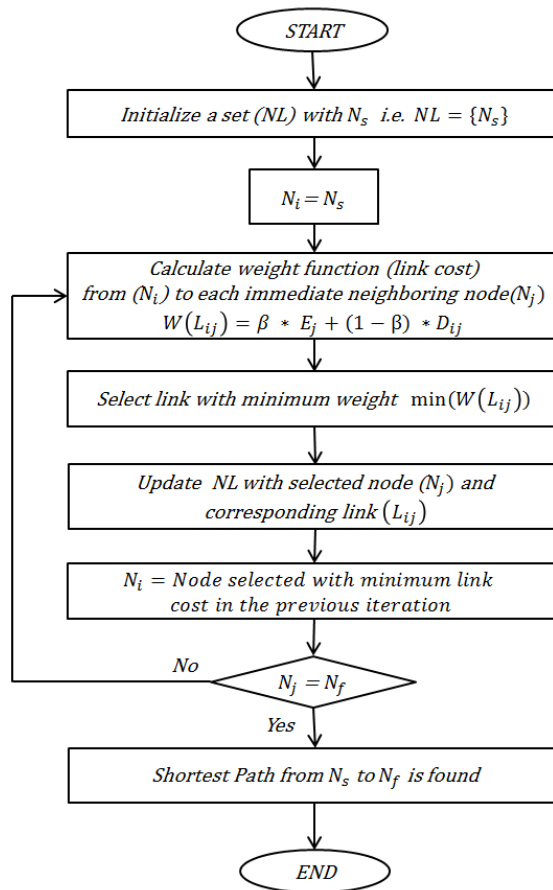 START
Initialize a set (NL) with N_s i.e. NL = {N_s}
N_i = N_s
Calculate weight function (link cost)
from (N_i) to each immediate neighboring node(N_j)
W(L_ij) = β * E_j + (1 − β) * D_ij
Select link with minimum weight min(W(L_ij))
Update NL with selected node (N_j) and
corresponding link (L_ij)
N_i = Node selected with minimum link
cost in the previous iteration
No
N_j = N_f
Yes
Shortest Path from N_s to N_f is found
END